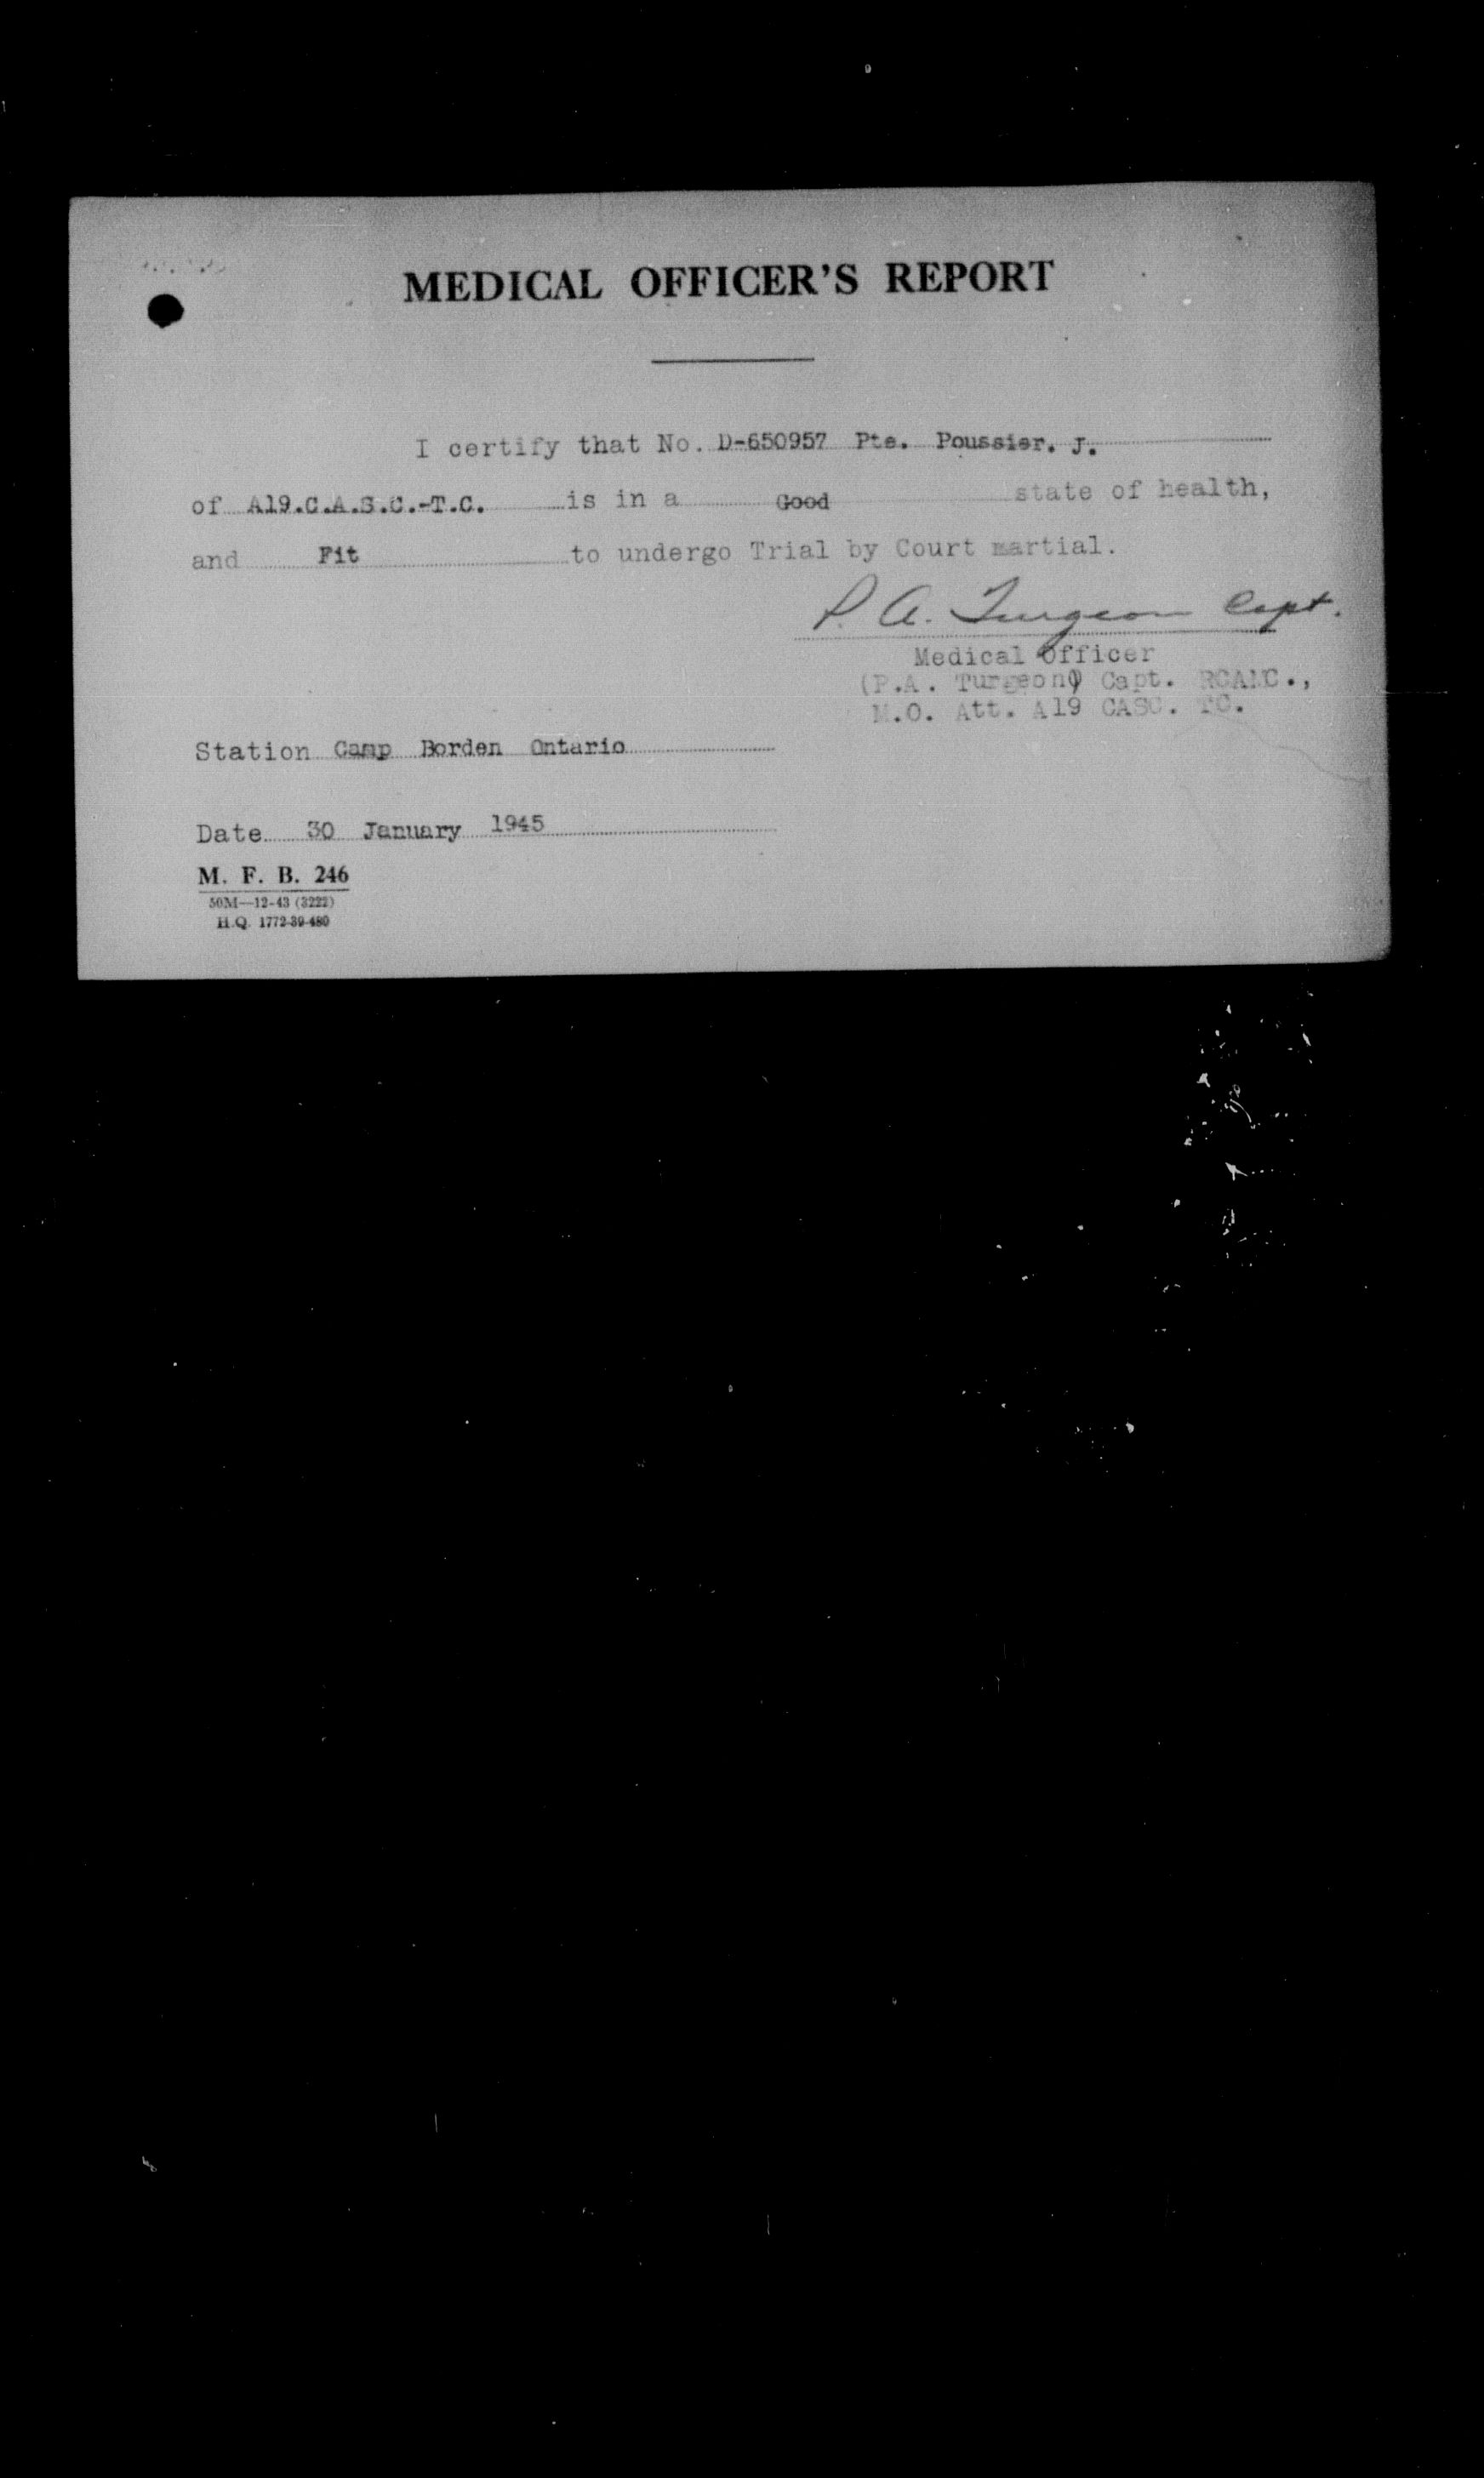 MEDICAL OFFICER'S REPORT
I certify that No. D-650957 Pte. Poussier. J.
of A19.C.A.S.C.-T.C. is in a Good state of health,
and Fit to undergo Trial by Court martial.
P. A. Turgeon Capt.
Medical Officer
(P.A. Turgeon) Capt. RCAMC.,
M.O. Att. A19 CASC. TC.
Station Camp Borden Ontario
Date 30 January 1945
M. F. B. 246
50M—12-43 (3222)
H.Q. 1772-39-480